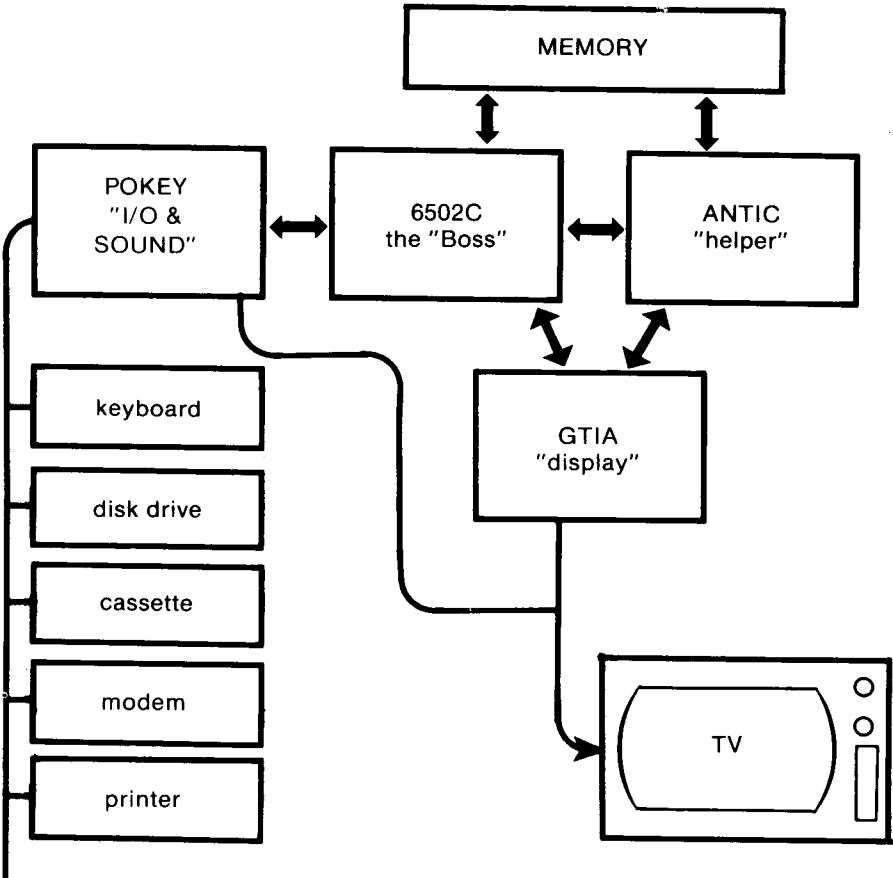 MEMORY
POKEY
"I/O &
SOUND"
6502C
the "Boss"
ANTIC
"helper"
GTIA
"display"
keyboard
disk drive
cassette
modem
printer
TV